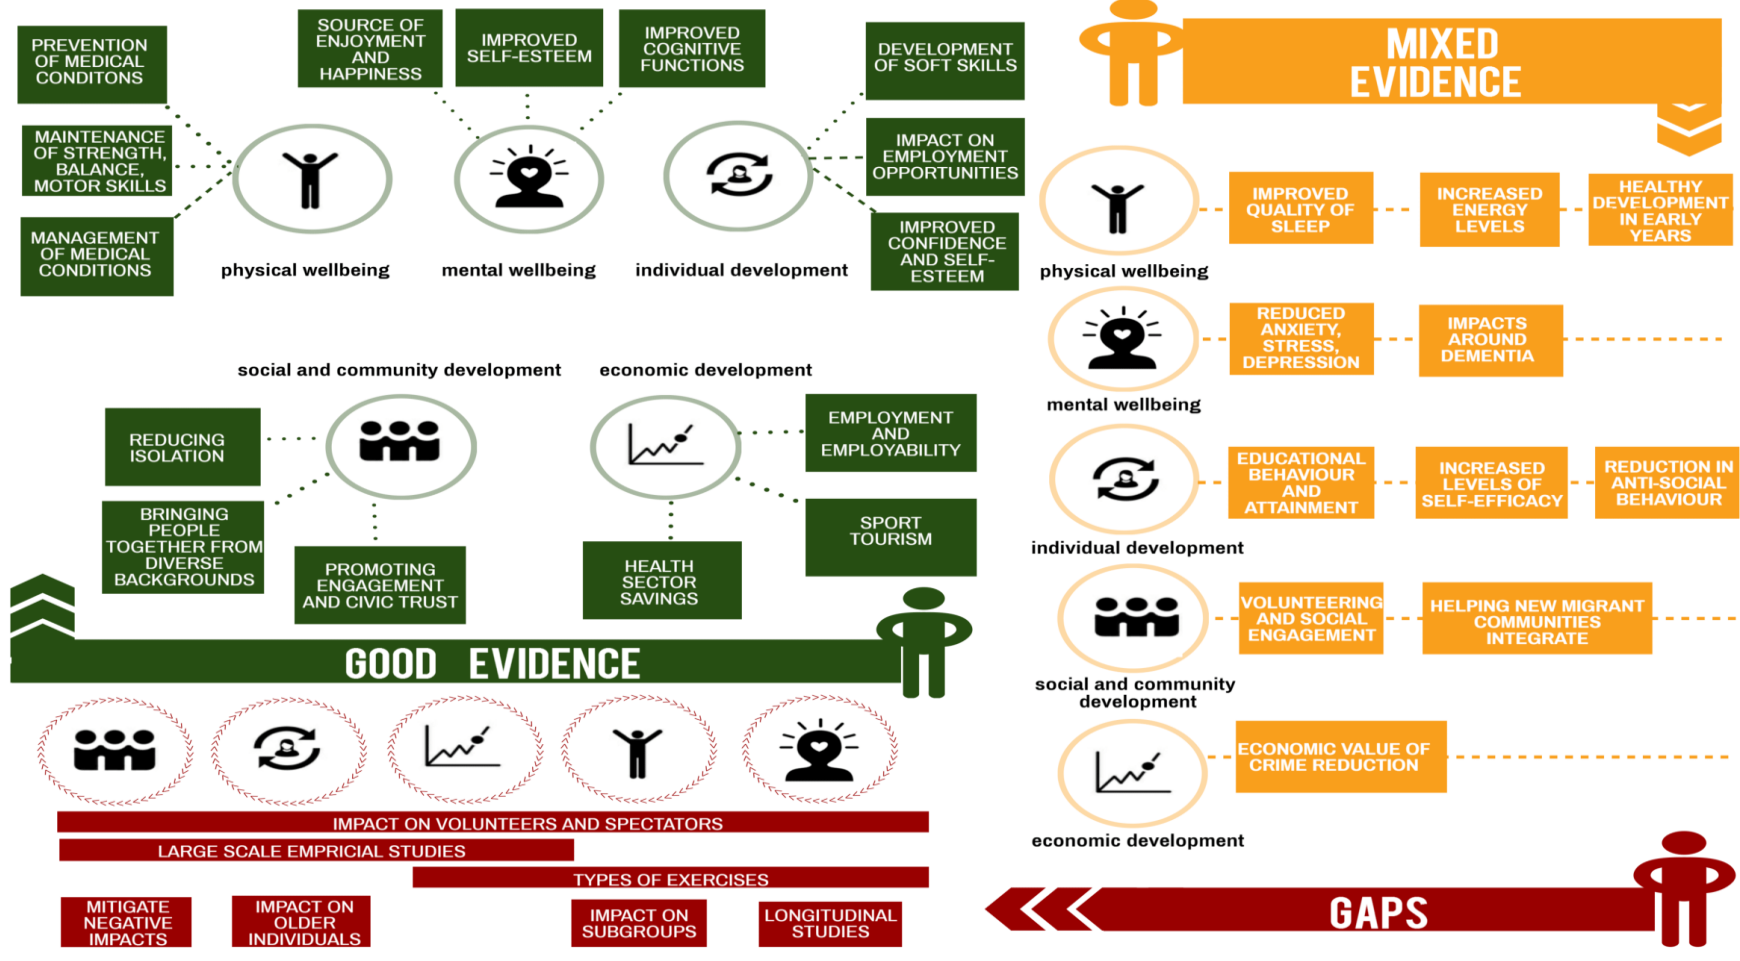 PREVENTION
OF MEDICAL
CONDITONS
MAINTENANCE
OF STRENGTH,
BALANCE,
MOTOR SKILLS
MANAGEMENT
OF MEDICAL
CONDITIONS
physical wellbeing
SOURCE OF
ENJOYMENT
AND
HAPPINESS
IMPROVED
SELF-ESTEEM
IMPROVED
COGNITIVE
FUNCTIONS
mental wellbeing
DEVELOPMENT
OF SOFT SKILLS
IMPACT ON
EMPLOYMENT
OPPORTUNITIES
IMPROVED
CONFIDENCE
AND SELF-
ESTEEM
individual development
social and community development
REDUCING
ISOLATION
BRINGING
PEOPLE
TOGETHER FROM
DIVERSE
BACKGROUNDS
PROMOTING
ENGAGEMENT
AND CIVIC TRUST
economic development
EMPLOYMENT
AND
EMPLOYABILITY
SPORT
TOURISM
HEALTH
SECTOR
SAVINGS
GOOD EVIDENCE
MIXED
EVIDENCE
physical wellbeing
IMPROVED
QUALITY OF
SLEEP
INCREASED
ENERGY
LEVELS
HEALTHY
DEVELOPMENT
IN EARLY
YEARS
mental wellbeing
REDUCED
ANXIETY,
STRESS,
DEPRESSION
IMPACTS
AROUND
DEMENTIA
individual development
EDUCATIONAL
BEHAVIOUR
AND
ATTAINMENT
INCREASED
LEVELS OF
SELF-EFFICACY
REDUCTION IN
ANTI-SOCIAL
BEHAVIOUR
social and community
development
VOLUNTEERING
AND SOCIAL
ENGAGEMENT
HELPING NEW MIGRANT
COMMUNITIES
INTEGRATE
economic development
ECONOMIC VALUE OF
CRIME REDUCTION
GAPS
IMPACT ON VOLUNTEERS AND SPECTATORS
LARGE SCALE EMPRICIAL STUDIES
TYPES OF EXERCISES
MITIGATE
NEGATIVE
IMPACTS
IMPACT ON
OLDER
INDIVIDUALS
IMPACT ON
SUBGROUPS
LONGITUDINAL
STUDIES